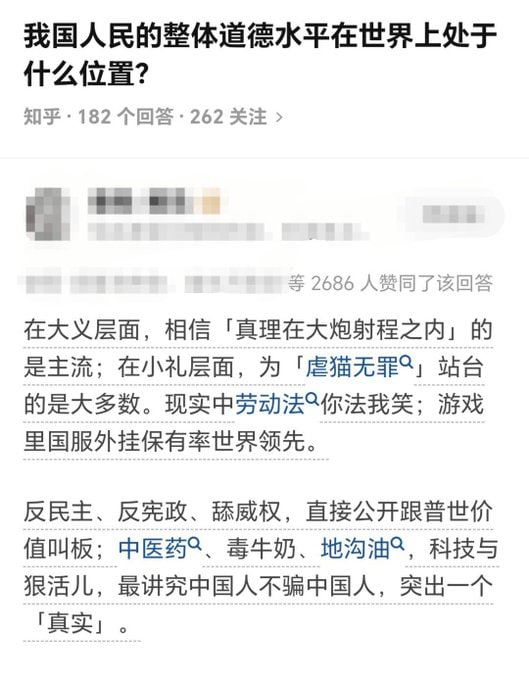 我国人民的整体道德水平在世界上处于
什么位置？
知乎 · 182 个回答 · 262 关注 >
等 2686 人赞同了该回答
在大义层面，相信「真理在大炮射程之内」的
是主流；在小礼层面，为「虐猫无罪」站台
的是大多数。现实中劳动法你法我笑；游戏
里国服外挂保有率世界领先。
反民主、反宪政、舔威权，直接公开跟普世价
值叫板；中医药、毒牛奶、地沟油，科技与
狠活儿，最讲究中国人不骗中国人，突出一个
「真实」。